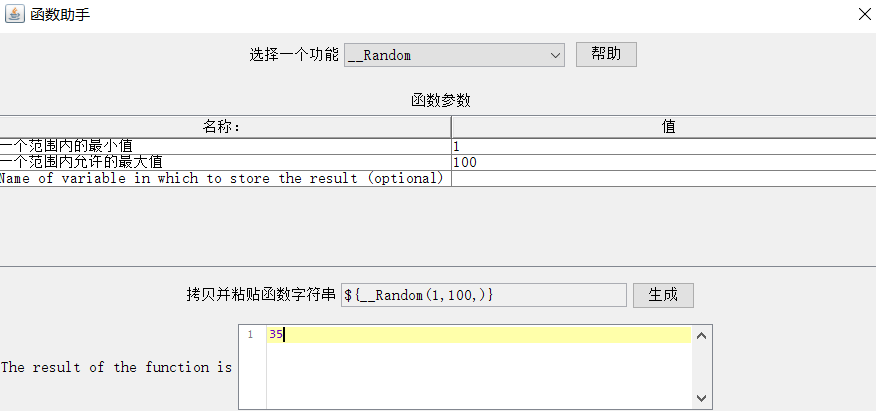 函数助手
选择一个功能 __Random 帮助
函数参数
名称： 值
一个范围内的最小值 1
一个范围内允许的最大值 100
Name of variable in which to store the result (optional)
拷贝并粘贴函数字符串 ${__Random(1,100,)} 生成
1 35
The result of the function is